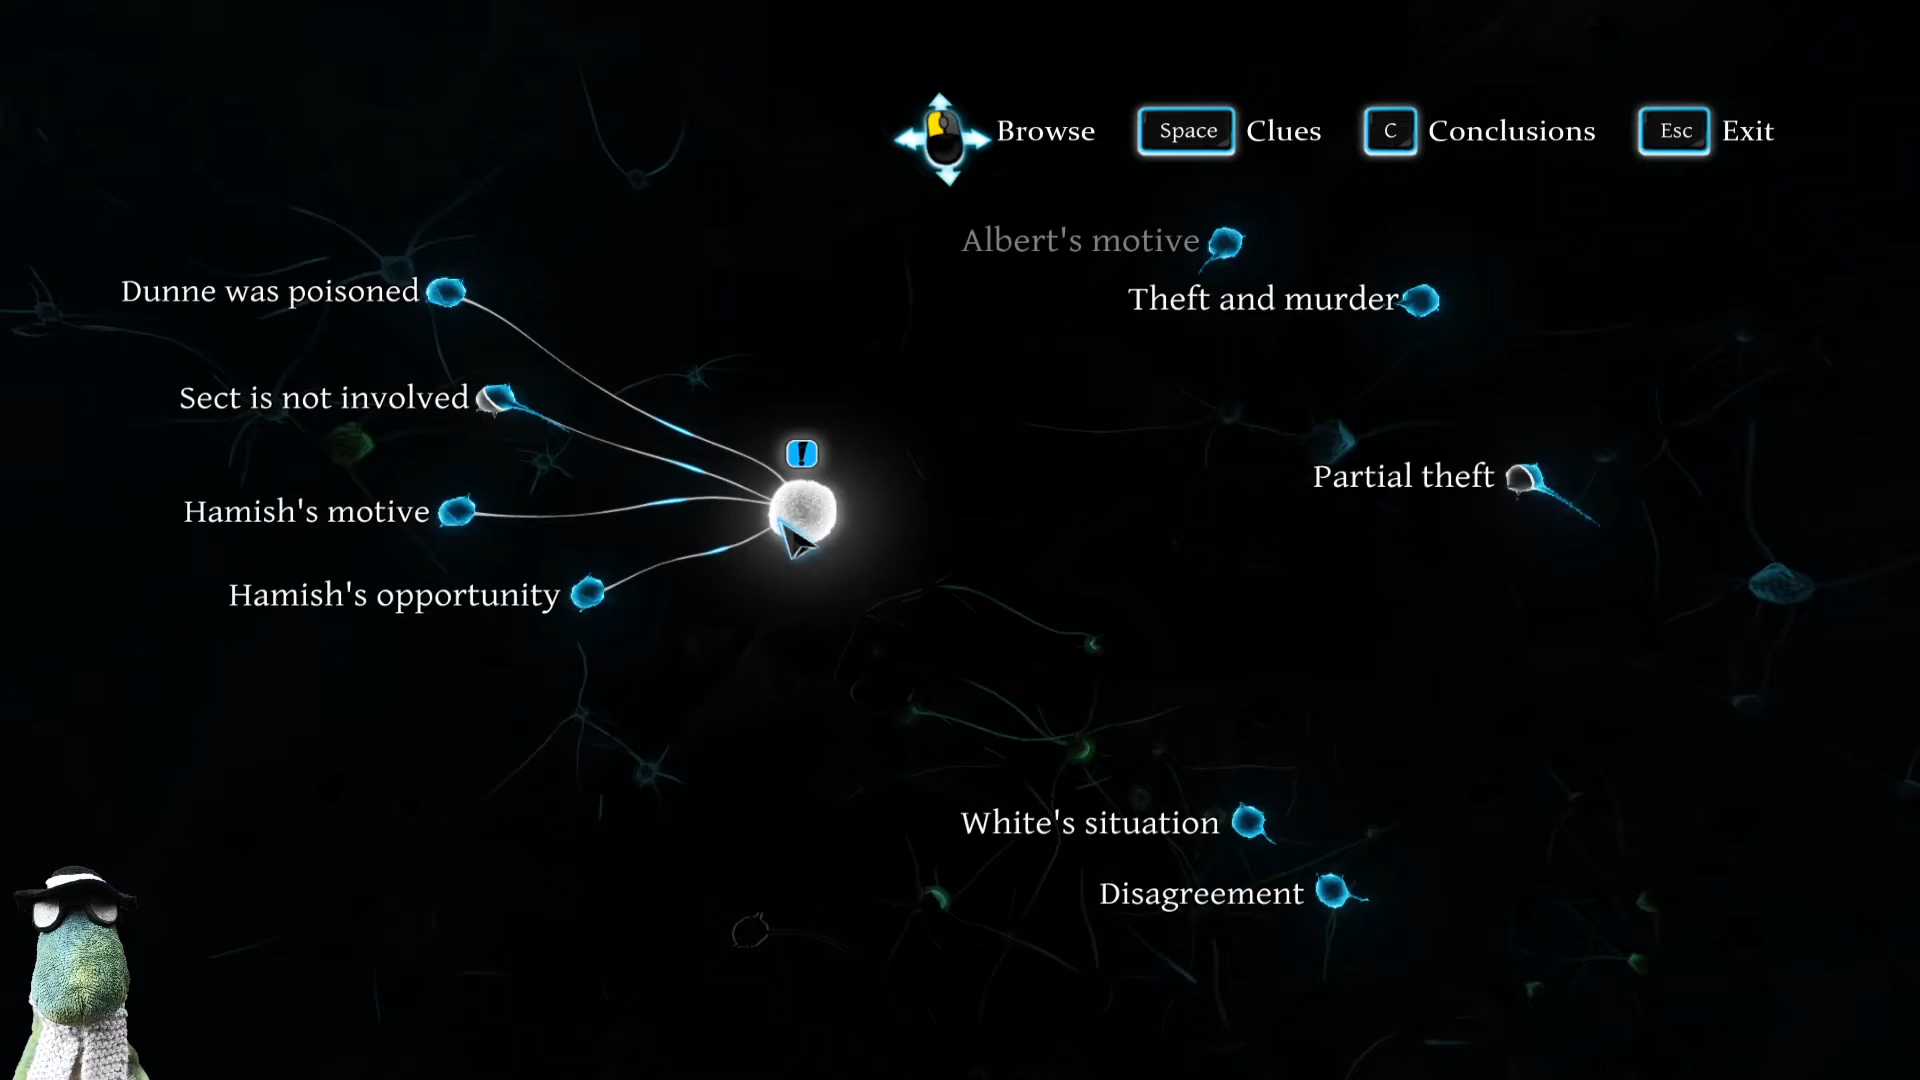 Browse
Space
Clues
C
Conclusions
Esc
Exit
Albert's motive
Dunne was poisoned
Theft and murder
Sect is not involved
!
Partial theft
Hamish's motive
Hamish's opportunity
White's situation
Disagreement